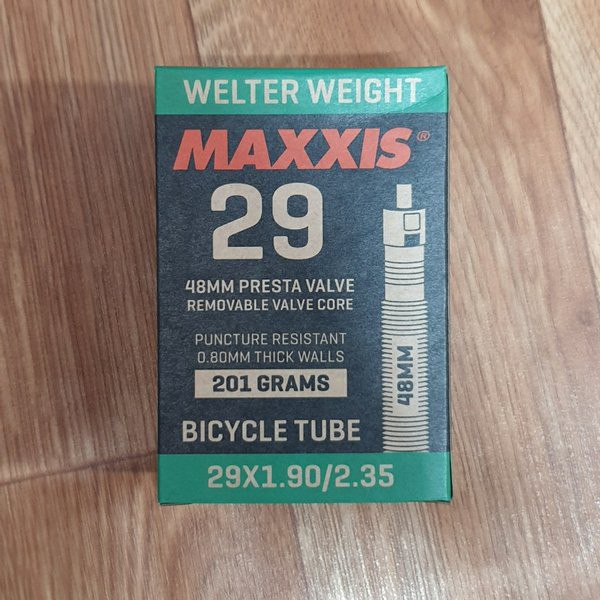 WELTER WEIGHT
MAXXIS®
29
48MM PRESTA VALVE
REMOVABLE VALVE CORE
PUNCTURE RESISTANT
0.80MM THICK WALLS
201 GRAMS
48MM
BICYCLE TUBE
29X1.90/2.35